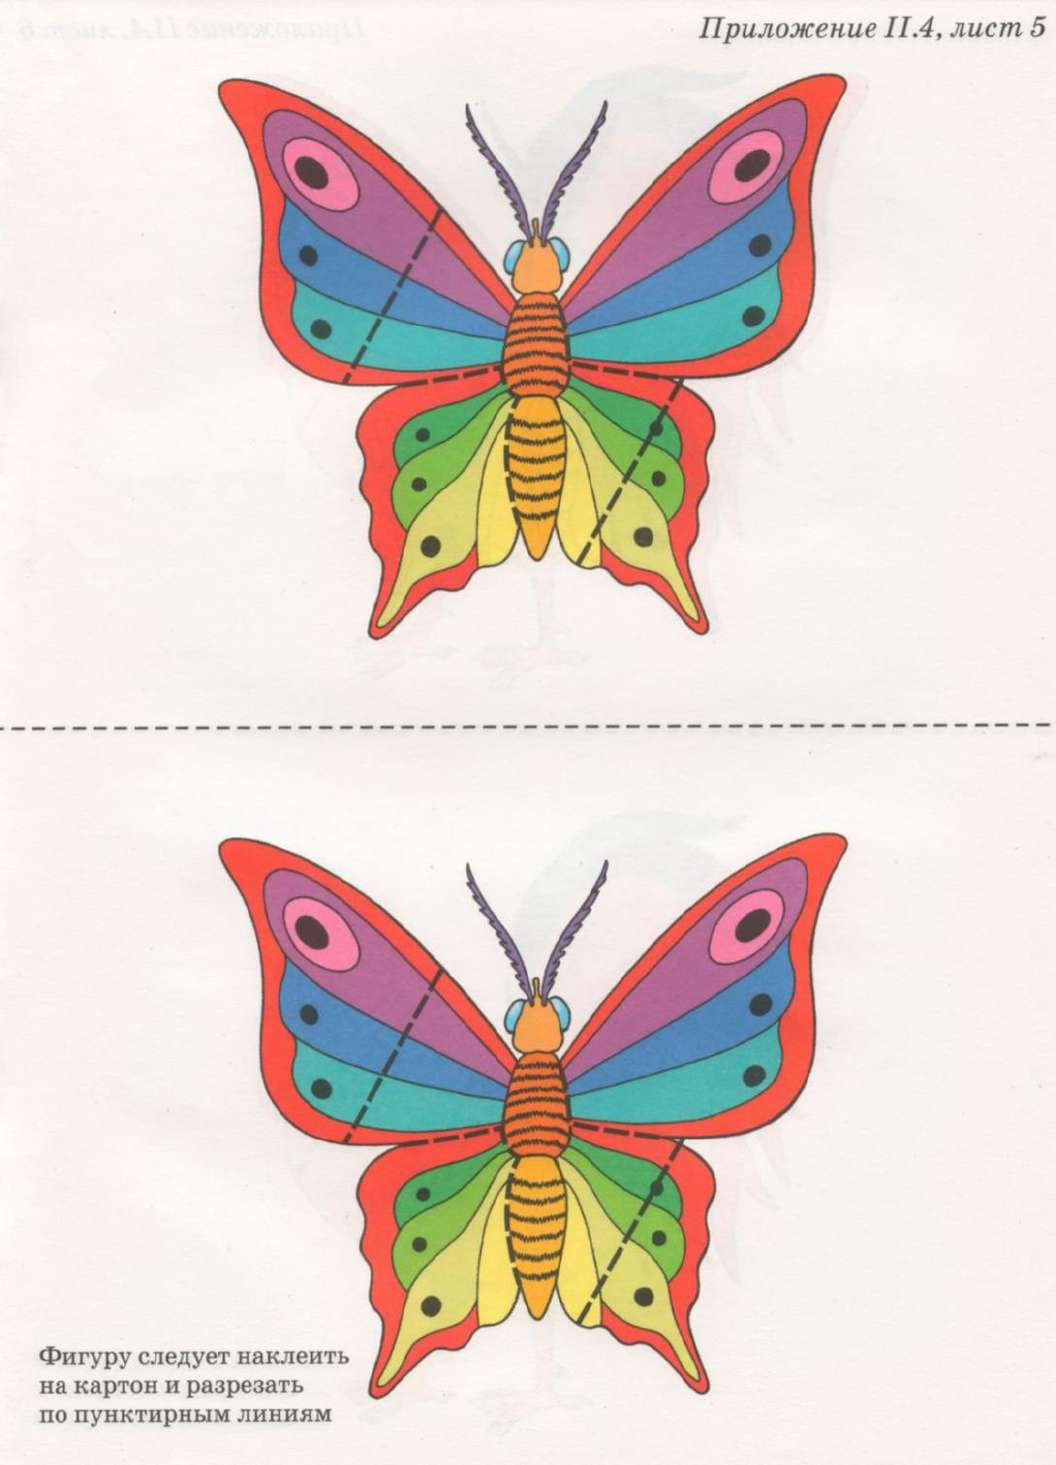 Приложение II.4, лист 5
Фигуру следует наклеить
на картон и разрезать
по пунктирным линиям